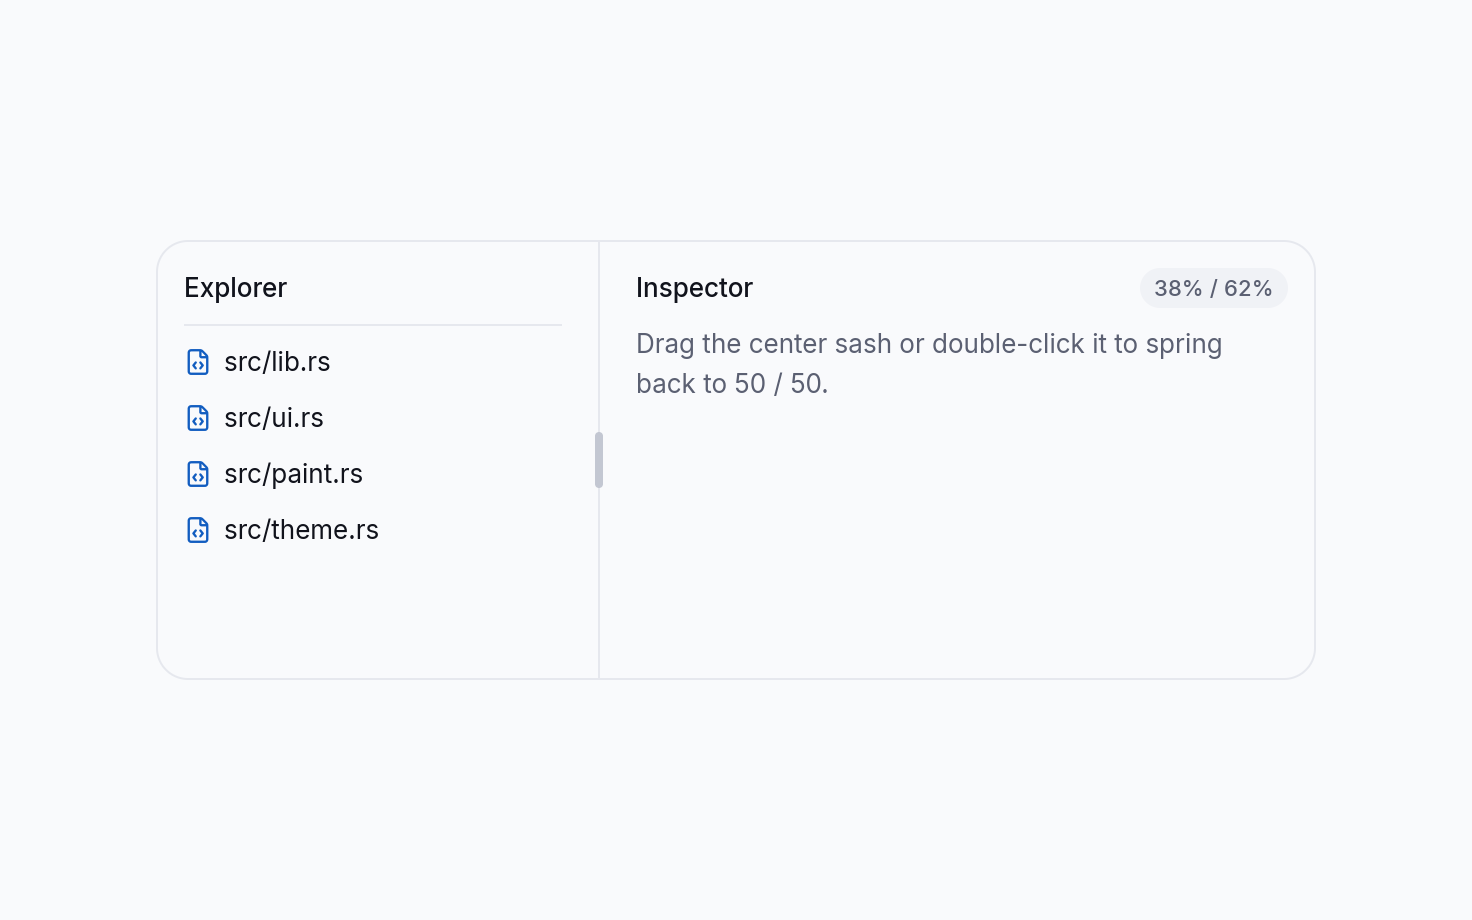 Explorer
src/lib.rs
src/ui.rs
src/paint.rs
src/theme.rs
Inspector
38% / 62%
Drag the center sash or double-click it to spring
back to 50 / 50.